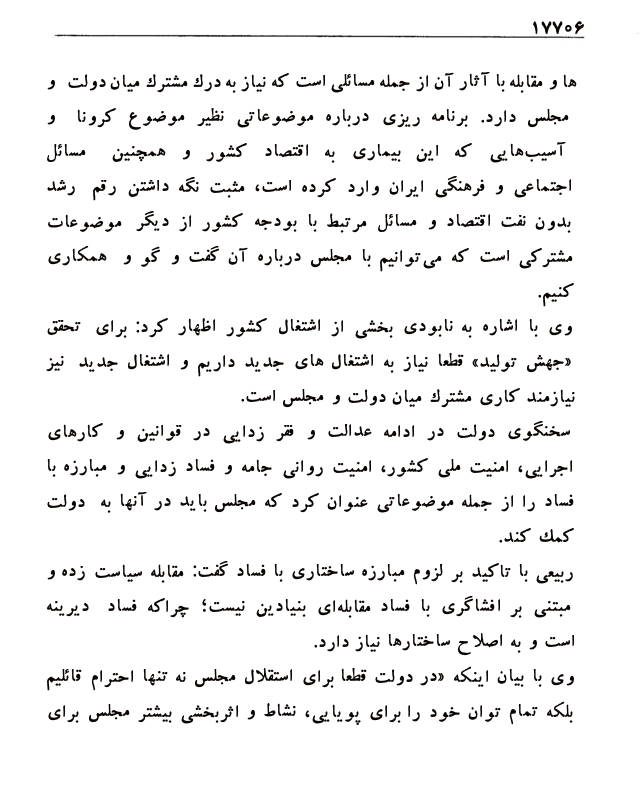 ۱۷۷۰۶
ها و مقابله با آثار آن از جمله مسائلی است که نیاز به درك مشترك میان دولت و
مجلس دارد. برنامه ریزی درباره موضوعاتی نظیر موضوع کرونا و
آسیب‌هایی که این بیماری به اقتصاد کشور و همچنین مسائل
اجتماعی و فرهنگی ایران وارد کرده است، مثبت نگه داشتن رقم رشد
بدون نفت اقتصاد و مسائل مرتبط با بودجه کشور از دیگر موضوعات
مشترکی است که می‌توانیم با مجلس درباره آن گفت و گو و همکاری
کنیم.
وی با اشاره به نابودی بخشی از اشتغال کشور اظهار کرد: برای تحقق
«جهش تولید» قطعا نیاز به اشتغال های جدید داریم و اشتغال جدید نیز
نیازمند کاری مشترك میان دولت و مجلس است.
سخنگوی دولت در ادامه عدالت و فقر زدایی در قوانین و کارهای
اجرایی، امنیت ملی کشور، امنیت روانی جامه و فساد زدایی و مبارزه با
فساد را از جمله موضوعاتی عنوان کرد که مجلس باید در آنها به دولت
کمك کند.
ربیعی با تاکید بر لزوم مبارزه ساختاری با فساد گفت: مقابله سیاست زده و
مبتنی بر افشاگری با فساد مقابله‌ای بنیادین نیست؛ چراکه فساد دیرینه
است و به اصلاح ساختارها نیاز دارد.
وی با بیان اینکه «در دولت قطعا برای استقلال مجلس نه تنها احترام قائلیم
بلکه تمام توان خود را برای پویایی، نشاط و اثربخشی بیشتر مجلس برای